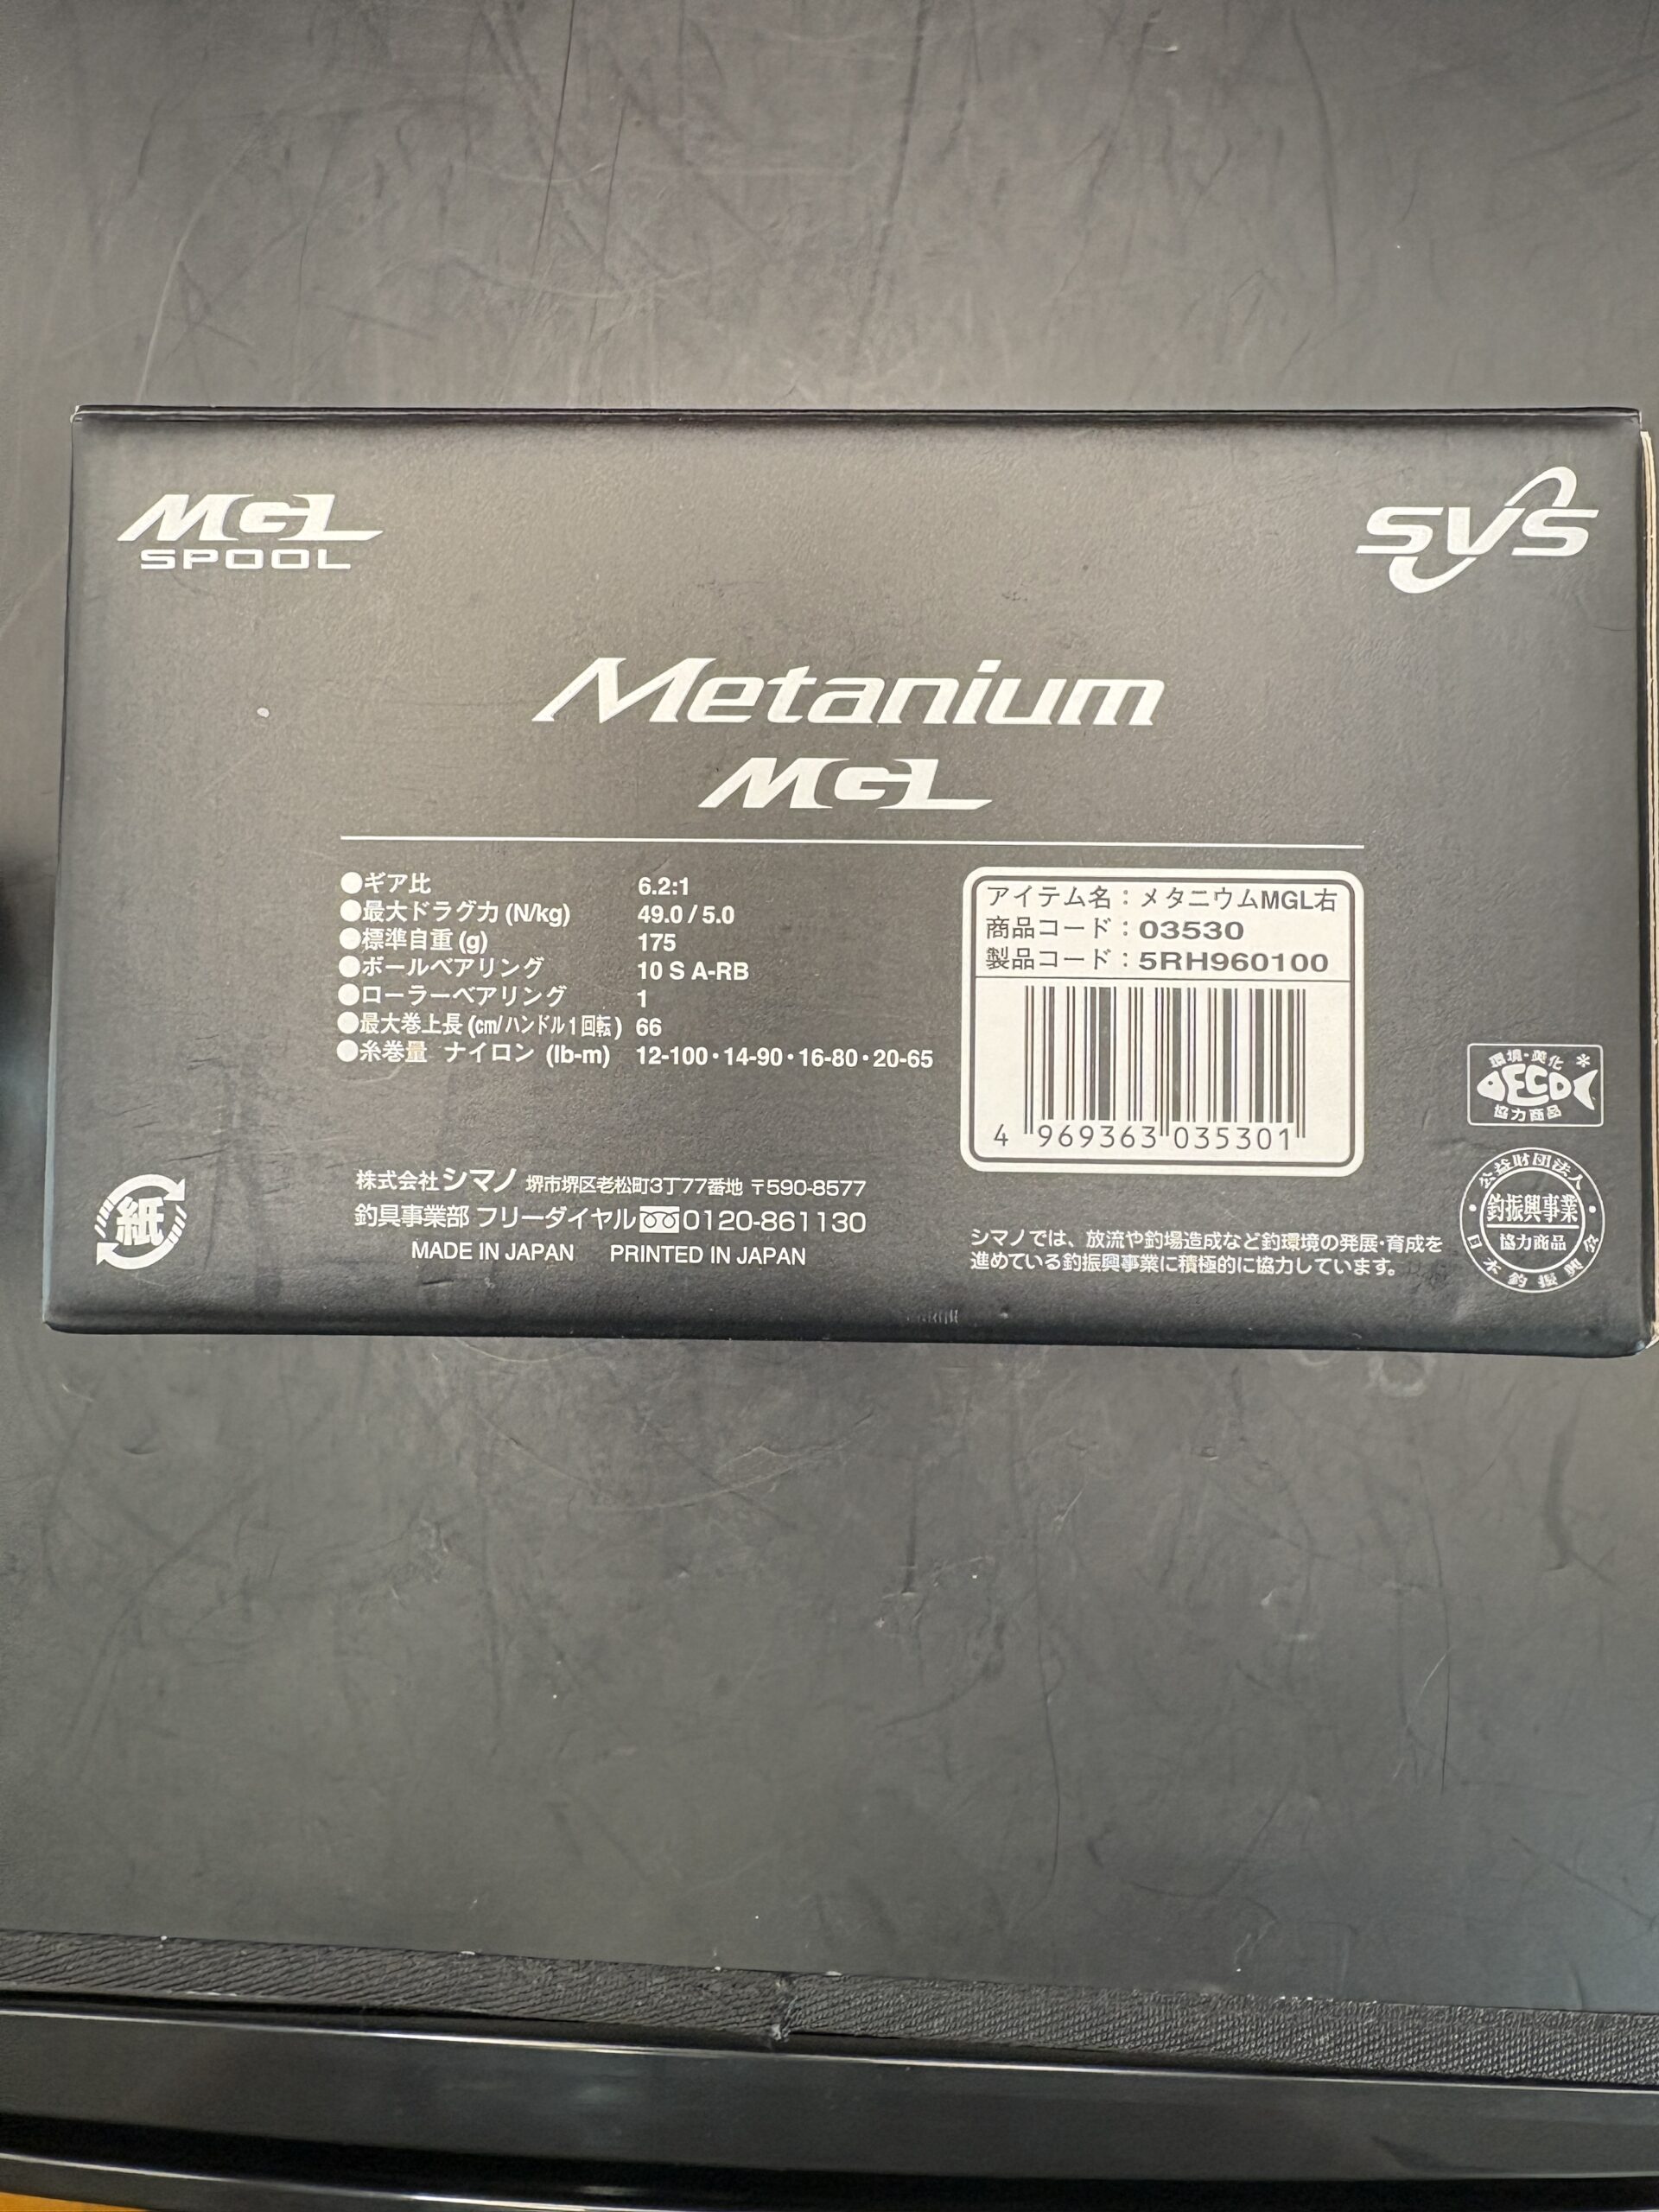 MGL
SPOOL
SVS
Metanium
MGL
●ギア比 6.2:1
●最大ドラグ力 (N/kg) 49.0 / 5.0
●標準自重 (g) 175
●ボールベアリング 10 S A-RB
●ローラーベアリング 1
●最大巻上長 (cm/ハンドル1回転) 66
●糸巻量 ナイロン (lb-m) 12-100・14-90・16-80・20-65
アイテム名：メタニウムMGL右
商品コード：03530
製品コード：5RH960100
4 969363 035301
環境・美化
ECO
協力商品
紙
株式会社シマノ 堺市堺区老松町3丁77番地 〒590-8577
釣具事業部 フリーダイヤル 0120-861130
MADE IN JAPAN PRINTED IN JAPAN
シマノでは、放流や釣場造成など釣環境の発展・育成を
進めている釣振興事業に積極的に協力しています。
公益財団法人
釣振興事業
協力商品
日本釣振興会